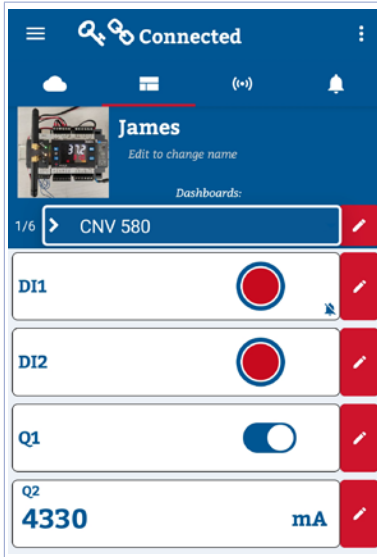 Connected
James
Edit to change name
Dashboards:
1/6 CNV 580
DI1
DI2
Q1
Q2
4330 mA